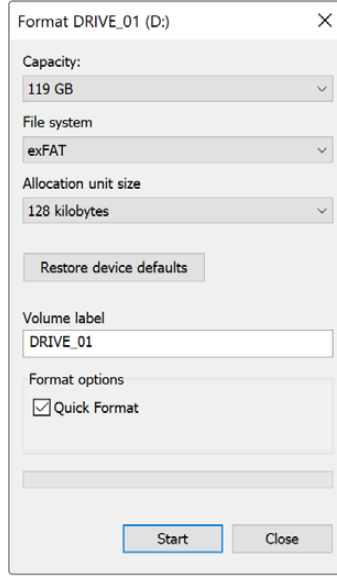 Format DRIVE_01 (D:)
Capacity:
119 GB
File system
exFAT
Allocation unit size
128 kilobytes
Restore device defaults
Volume label
DRIVE_01
Format options
Quick Format
Start Close